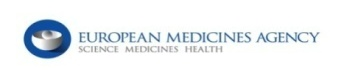 EUROPEAN MEDICINES AGENCY
SCIENCE MEDICINES HEALTH